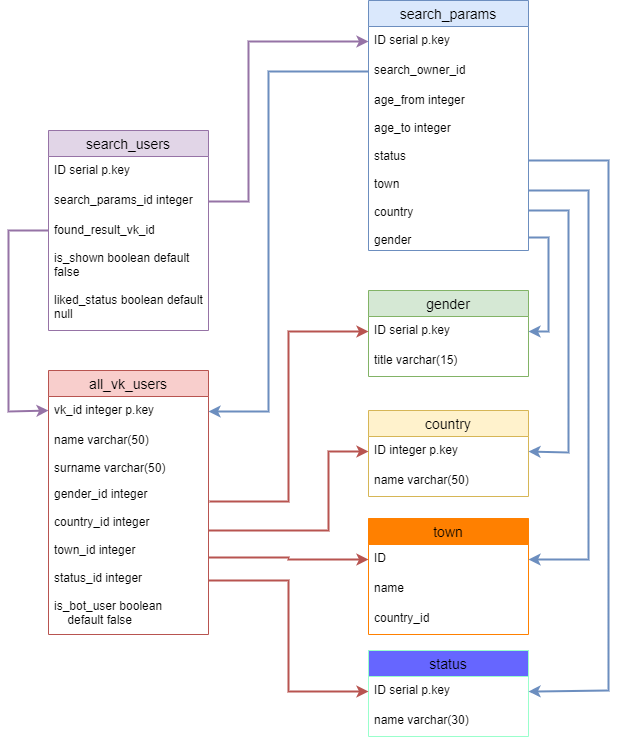 search_params
ID serial p.key
search_owner_id
age_from integer
age_to integer
status
town
country
gender
search_users
ID serial p.key
search_params_id integer
found_result_vk_id
is_shown boolean default
false
liked_status boolean default
null
gender
ID serial p.key
title varchar(15)
all_vk_users
vk_id integer p.key
name varchar(50)
surname varchar(50)
gender_id integer
country_id integer
town_id integer
status_id integer
is_bot_user boolean
default false
country
ID integer p.key
name varchar(50)
town
ID
name
country_id
status
ID serial p.key
name varchar(30)